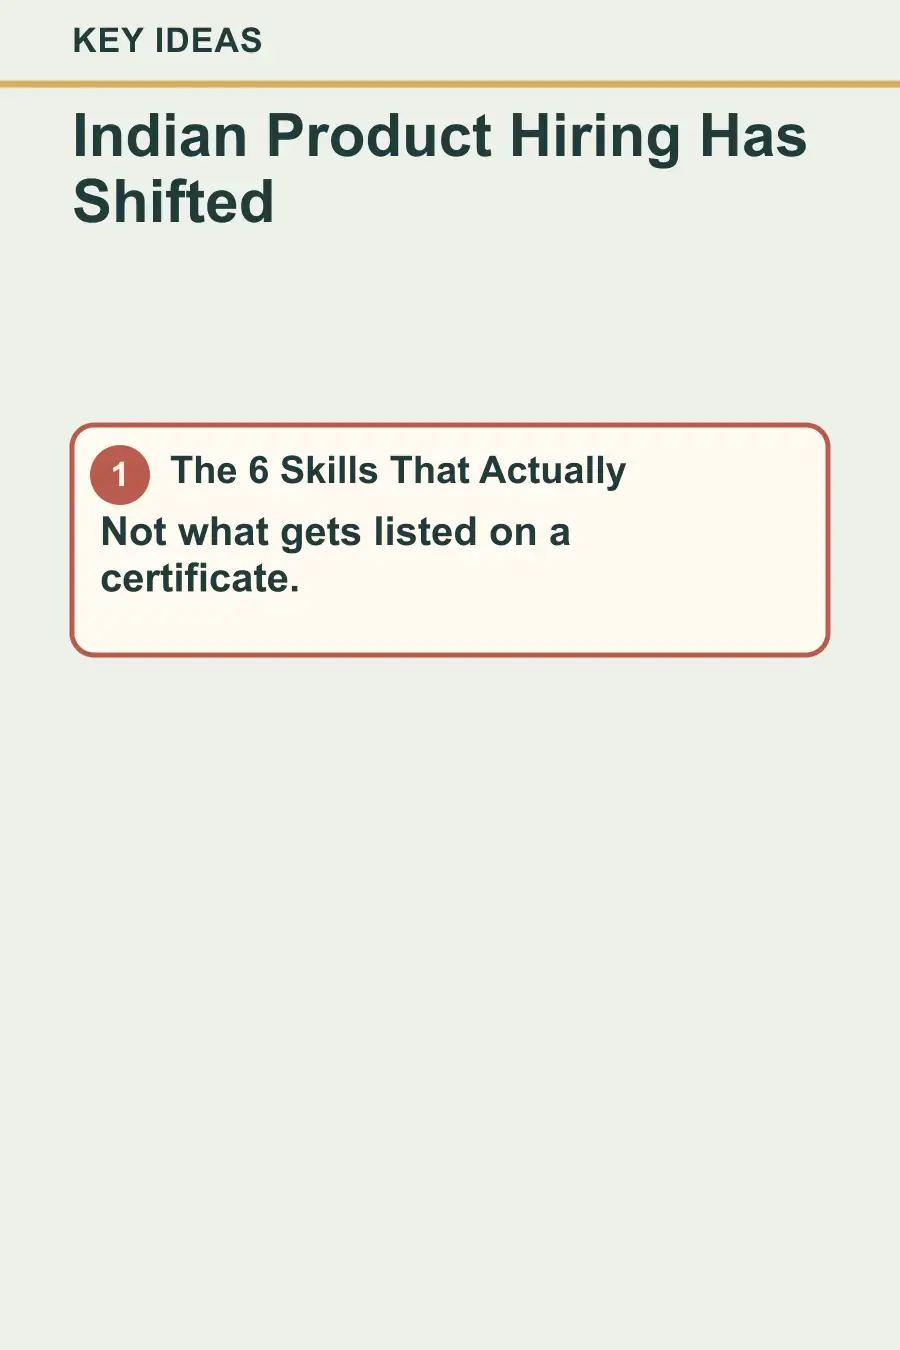 KEY IDEAS
Indian Product Hiring Has
Shifted
1 The 6 Skills That Actually
Not what gets listed on a
certificate.